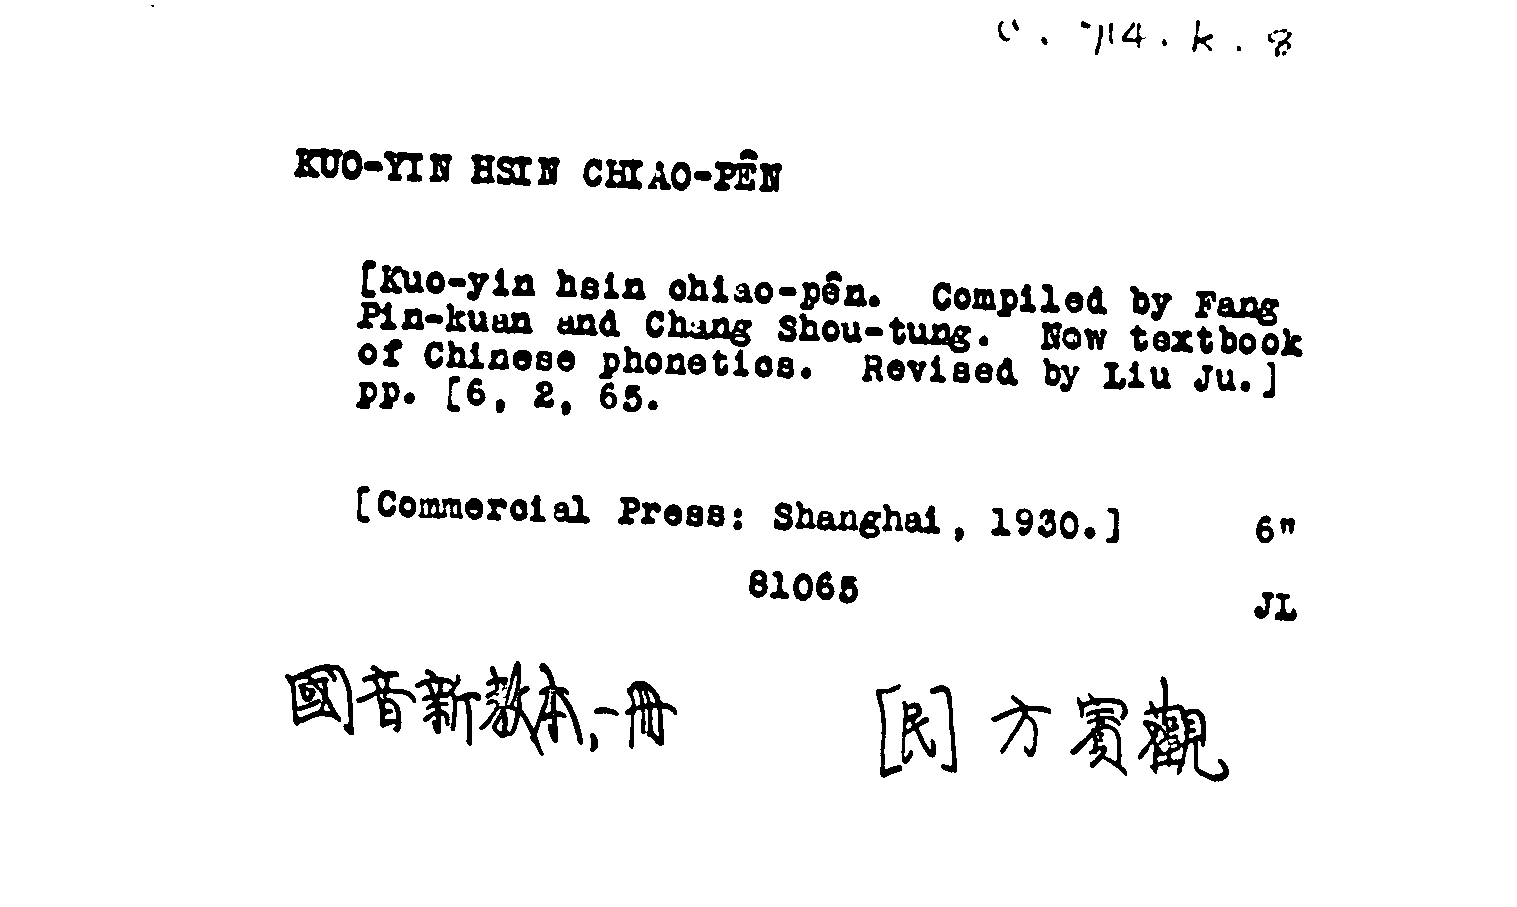 714. k. 8
KUO-YIN HSIN CHIAO-PÊN
[Kuo-yin hsin chiao-pên. Compiled by Fang
Pin-kuan and Chang Shou-tung. New textbook
of Chinese phonetics. Revised by Liu Ju.]
pp. [6, 2, 65.
[Commercial Press: Shanghai, 1930.] 6"
81065
JL
國音新教本,一冊 [民] 方賓觀